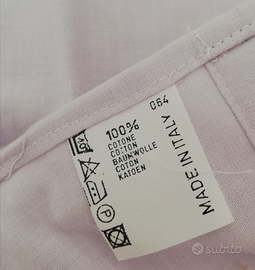 064
100%
COTONE
COTTON
BAUMWOLLE
COTON
KATOEN
MADE IN ITALY
P
subito